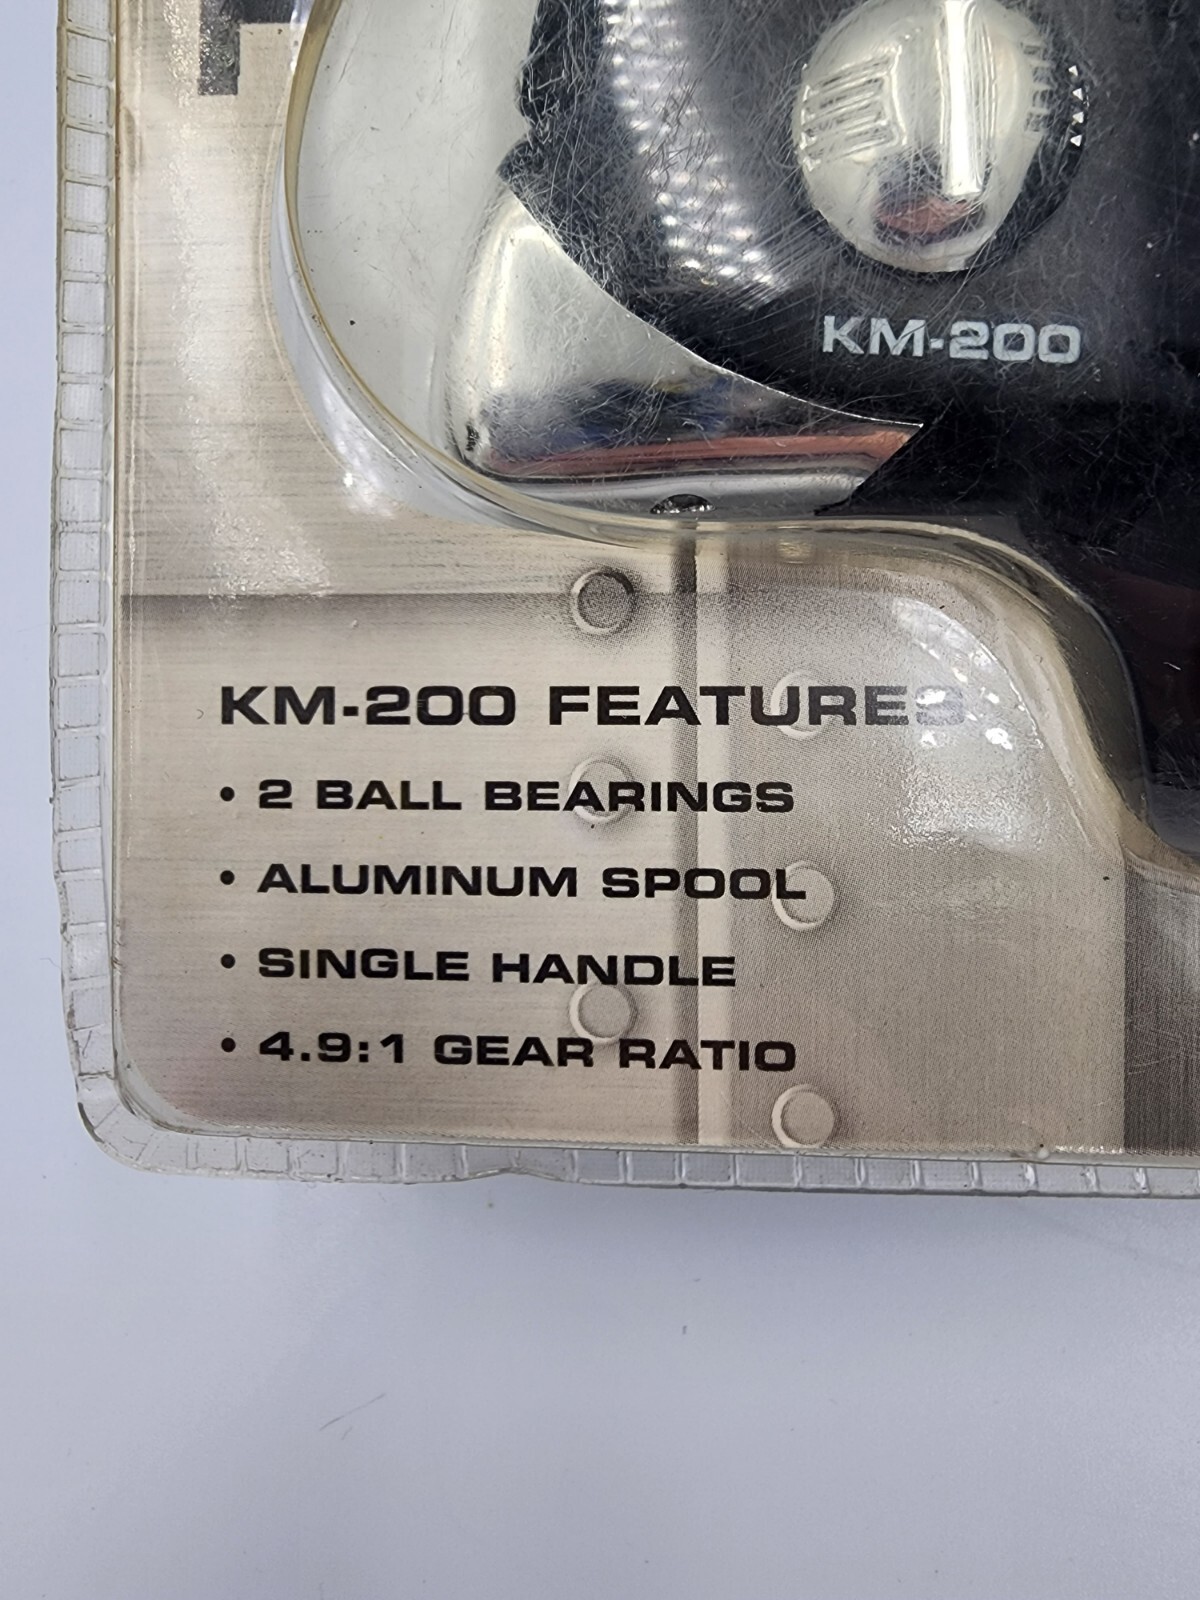 KM-200
KM-200 FEATURES
• 2 BALL BEARINGS
• ALUMINUM SPOOL
• SINGLE HANDLE
• 4.9:1 GEAR RATIO